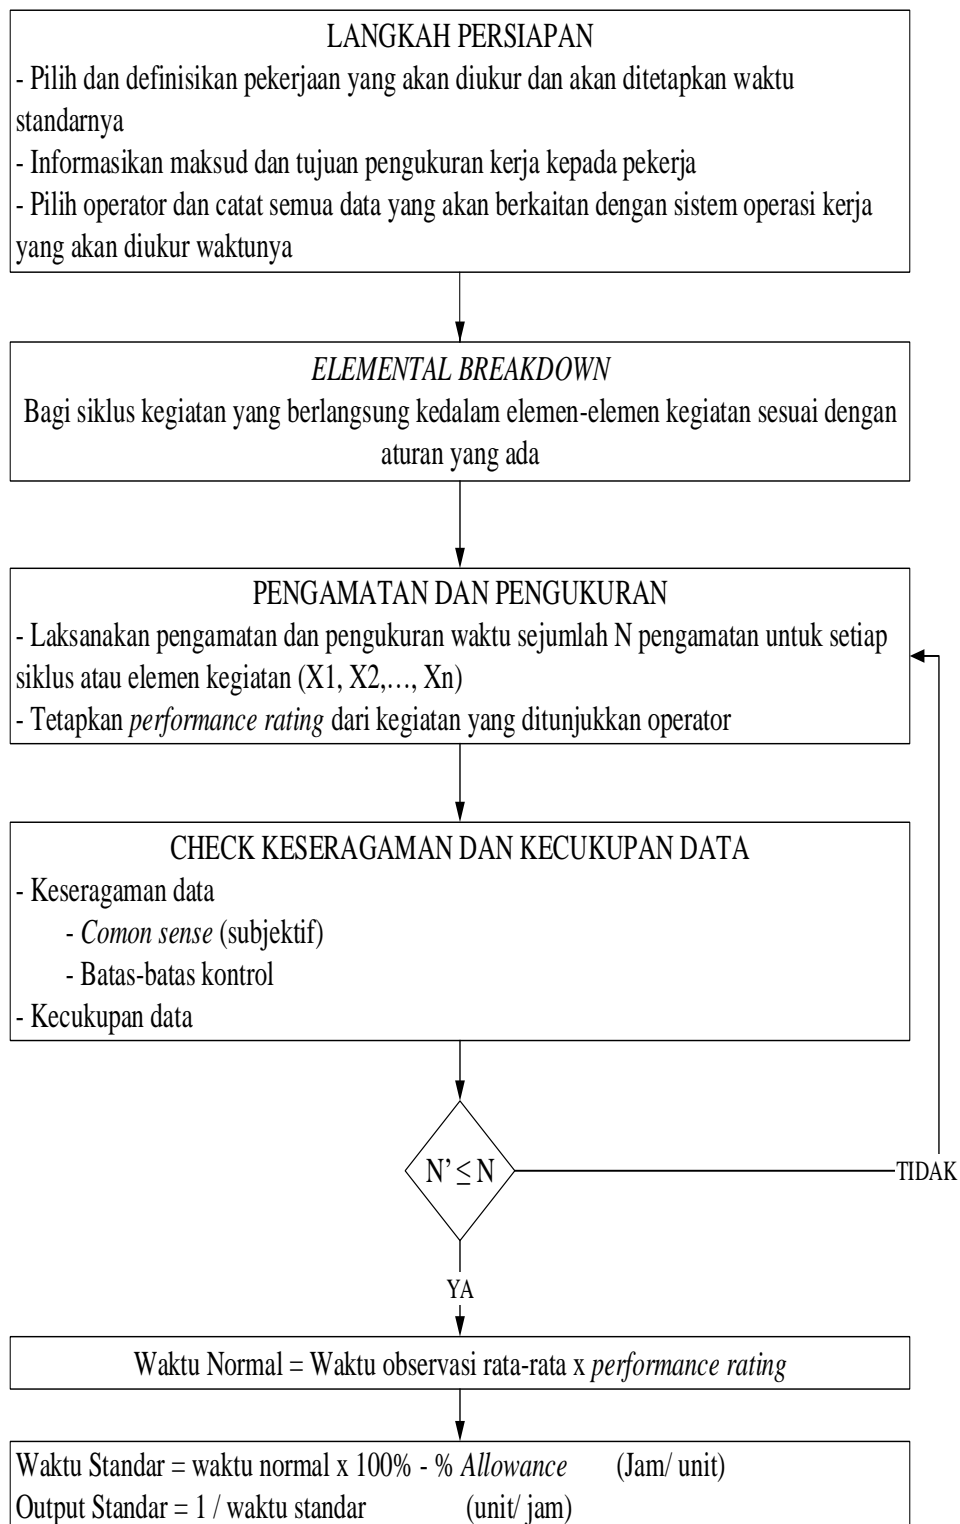 LANGKAH PERSIAPAN
- Pilih dan definisikan pekerjaan yang akan diukur dan akan ditetapkan waktu
standarnya
- Informasikan maksud dan tujuan pengukuran kerja kepada pekerja
- Pilih operator dan catat semua data yang akan berkaitan dengan sistem operasi kerja
yang akan diukur waktunya
ELEMENTAL BREAKDOWN
Bagi siklus kegiatan yang berlangsung kedalam elemen-elemen kegiatan sesuai dengan
aturan yang ada
PENGAMATAN DAN PENGUKURAN
- Laksanakan pengamatan dan pengukuran waktu sejumlah N pengamatan untuk setiap
siklus atau elemen kegiatan (X1, X2,…, Xn)
- Tetapkan performance rating dari kegiatan yang ditunjukkan operator
CHECK KESERAGAMAN DAN KECUKUPAN DATA
- Keseragaman data
- Comon sense (subjektif)
- Batas-batas kontrol
- Kecukupan data
N’ ≤ N
TIDAK
YA
Waktu Normal = Waktu observasi rata-rata x performance rating
Waktu Standar = waktu normal x 100% - % Allowance (Jam/ unit)
Output Standar = 1 / waktu standar (unit/ jam)